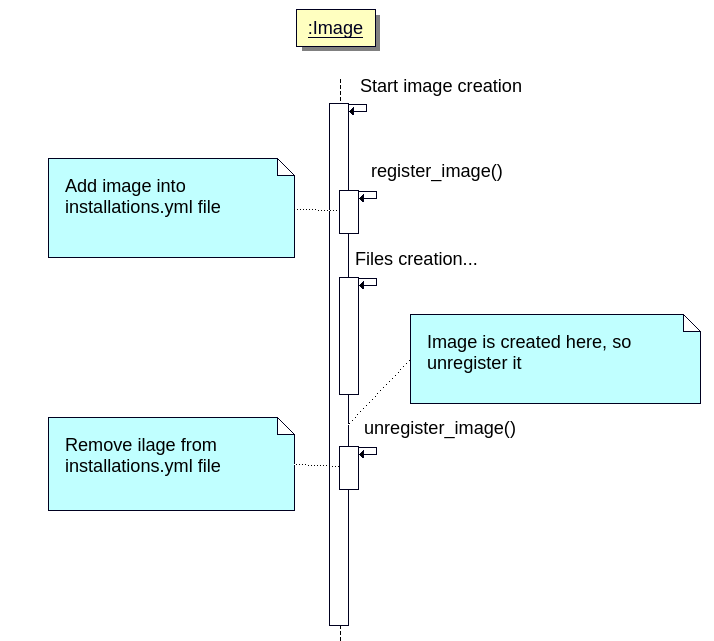 :Image
Start image creation
register_image()
Add image into
installations.yml file
Files creation...
Image is created here, so
unregister it
unregister_image()
Remove ilage from
installations.yml file